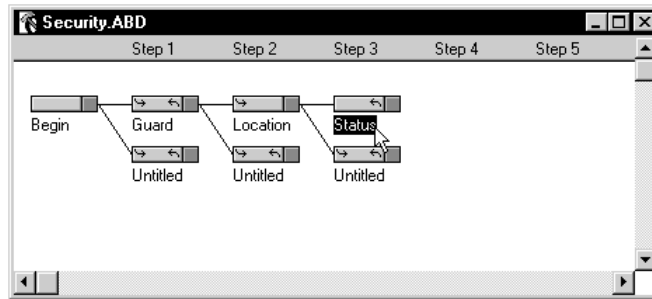 Security.ABD
Step 1 Step 2 Step 3 Step 4 Step 5
Begin Guard Location Status
Untitled Untitled Untitled